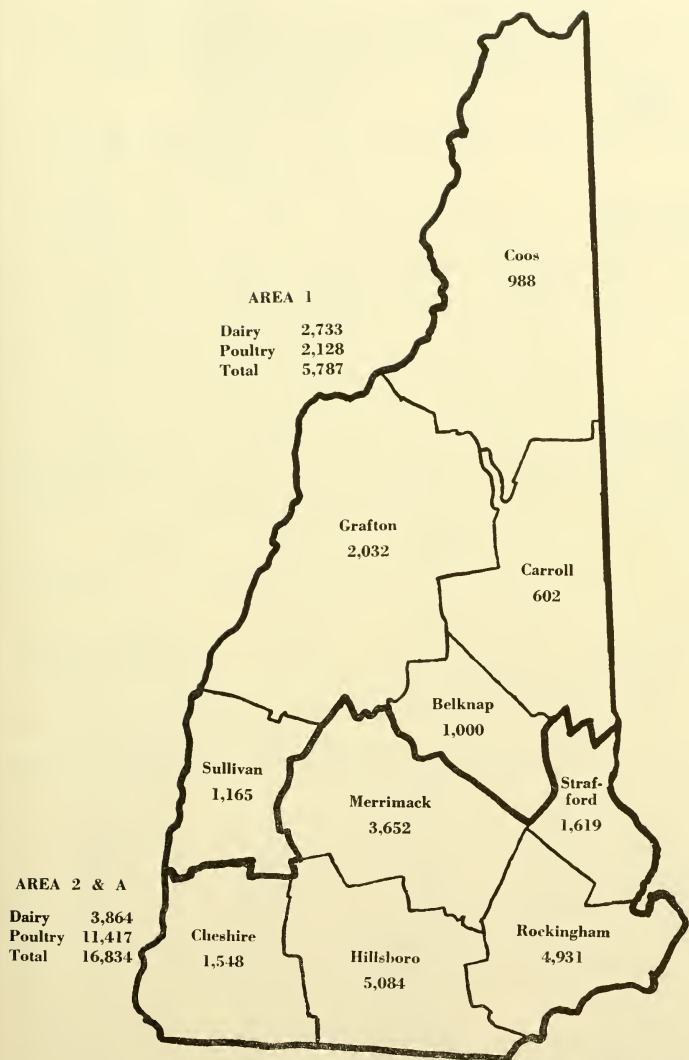 Coos
988
AREA 1
Dairy 2,733
Poultry 2,128
Total 5,787
Grafton
2,032
Carroll
602
Belknap
1,000
Sullivan
1,165
Merrimack
3,652
Straf-
ford
1,619
AREA 2 & A
Dairy 3,864
Poultry 11,417
Total 16,834
Cheshire
1,548
Hillsboro
5,084
Rockingham
4,931